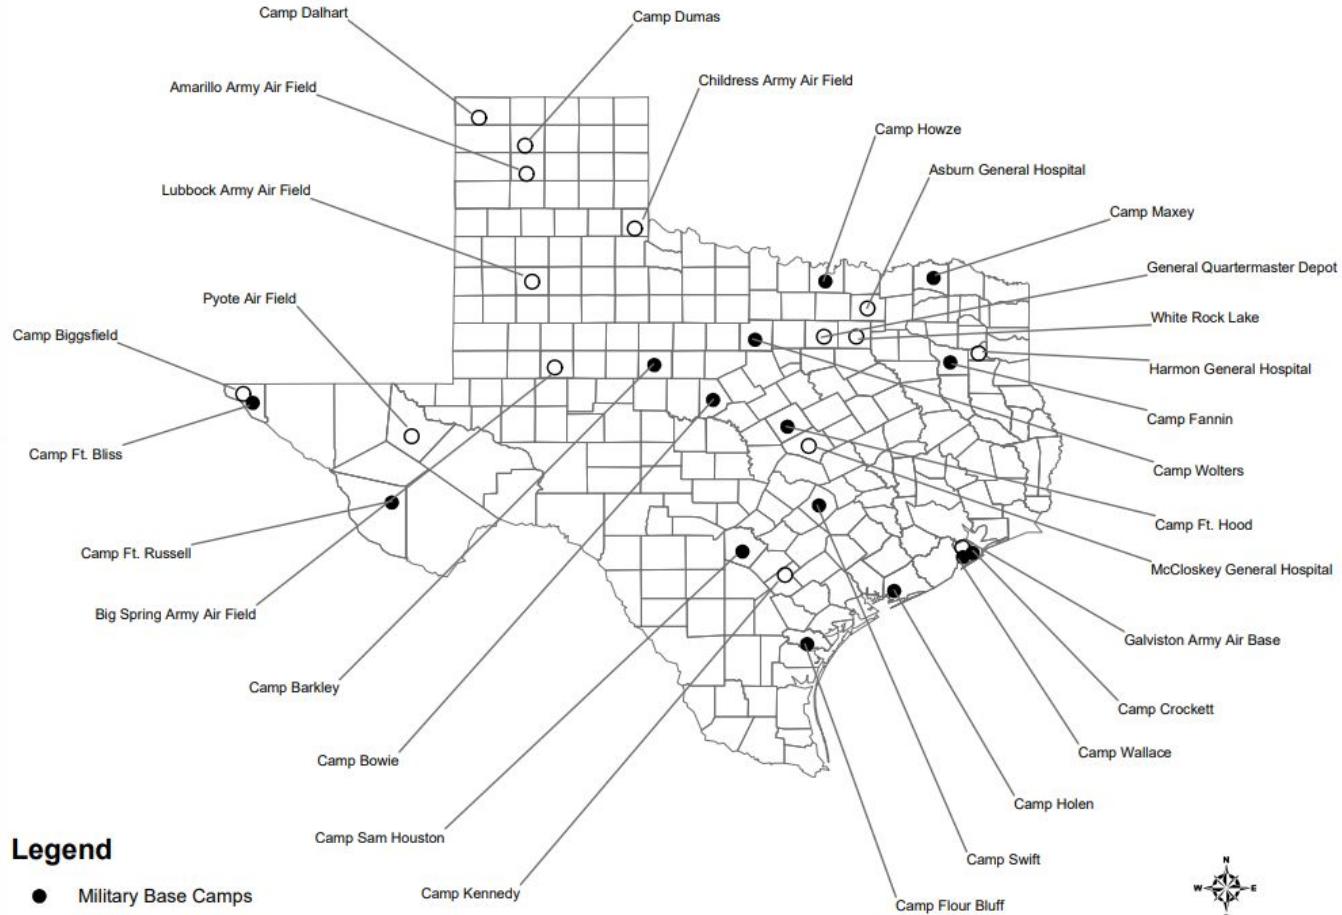 Camp Dalhart
Camp Dumas
Amarillo Army Air Field
Childress Army Air Field
Camp Howze
Asburn General Hospital
Lubbock Army Air Field
Camp Maxey
General Quartermaster Depot
Pyote Air Field
White Rock Lake
Camp Biggsfield
Harmon General Hospital
Camp Fannin
Camp Ft. Bliss
Camp Wolters
Camp Ft. Hood
Camp Ft. Russell
McCloskey General Hospital
Big Spring Army Air Field
Galviston Army Air Base
Camp Barkley
Camp Crockett
Camp Wallace
Camp Bowie
Camp Holen
Camp Sam Houston
Camp Swift
Camp Kennedy
Camp Flour Bluff
Legend
Military Base Camps
N
W
E